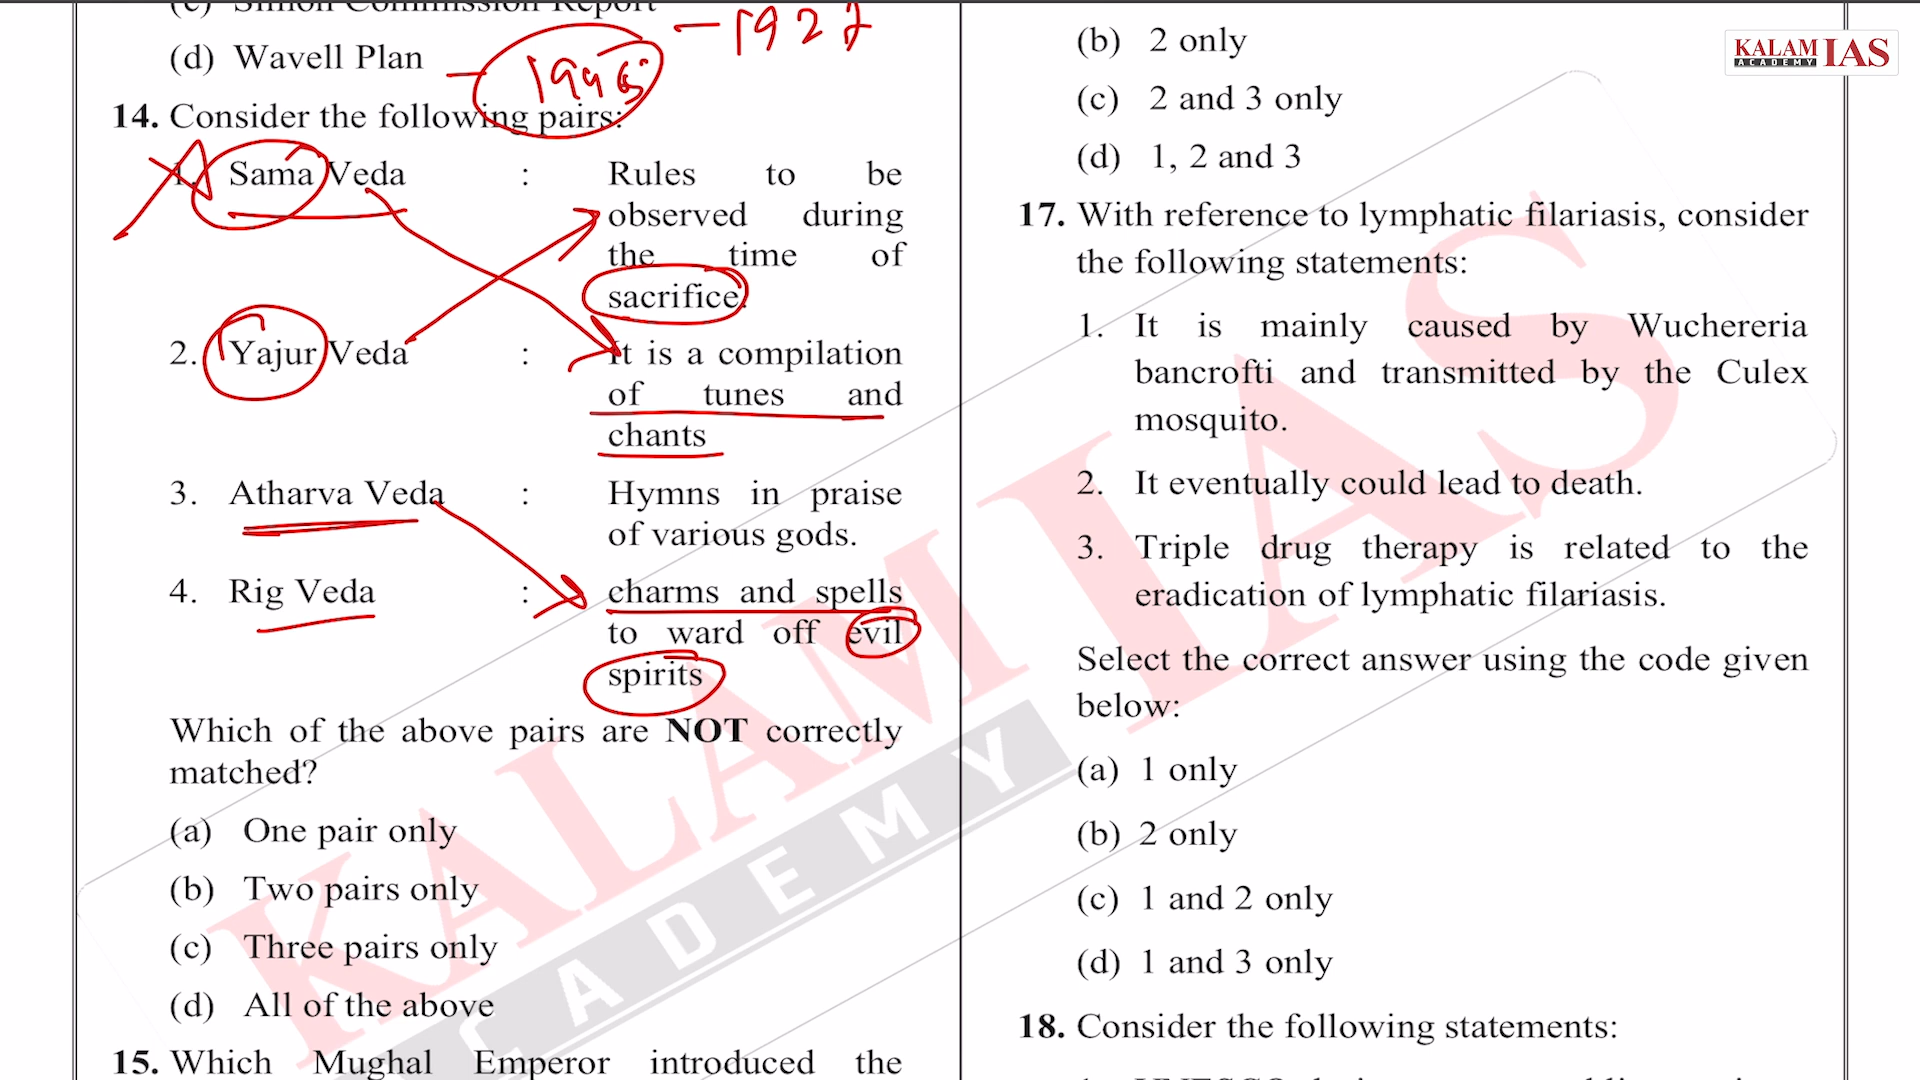 (c) Simon Commission Report
- 1927
(d) Wavell Plan
- 1945
14. Consider the following pairs:
1. Sama Veda : Rules to be
observed during
the time of
sacrifice.
2. Yajur Veda : It is a compilation
of tunes and
chants
3. Atharva Veda : Hymns in praise
of various gods.
4. Rig Veda : charms and spells
to ward off evil
spirits
Which of the above pairs are NOT correctly
matched?
(a) One pair only
(b) Two pairs only
(c) Three pairs only
(d) All of the above
15. Which Mughal Emperor introduced the
(b) 2 only
(c) 2 and 3 only
(d) 1, 2 and 3
17. With reference to lymphatic filariasis, consider
the following statements:
1. It is mainly caused by Wuchereria
bancrofti and transmitted by the Culex
mosquito.
2. It eventually could lead to death.
3. Triple drug therapy is related to the
eradication of lymphatic filariasis.
Select the correct answer using the code given
below:
(a) 1 only
(b) 2 only
(c) 1 and 2 only
(d) 1 and 3 only
18. Consider the following statements:
KALAM IAS
ACADEMY
KALAM IAS
ACADEMY